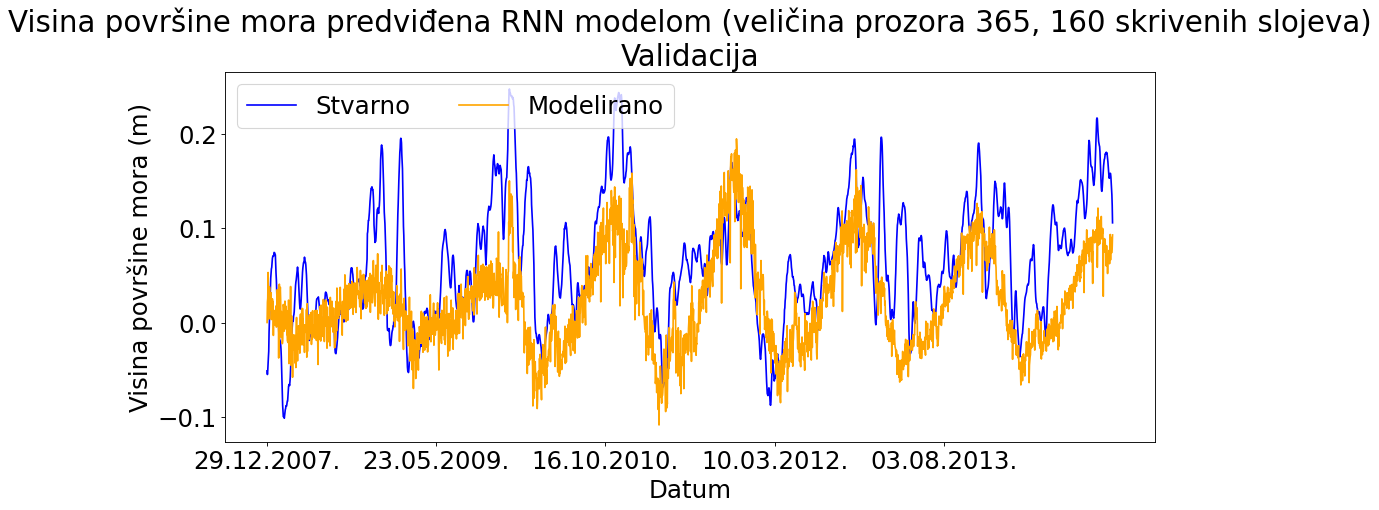 Visina površine mora predviđena RNN modelom (veličina prozora 365, 160 skrivenih slojeva)
Validacija
Stvarno Modelirano
Visina površine mora (m)
0.2
0.1
0.0
−0.1
29.12.2007. 23.05.2009. 16.10.2010. 10.03.2012. 03.08.2013.
Datum